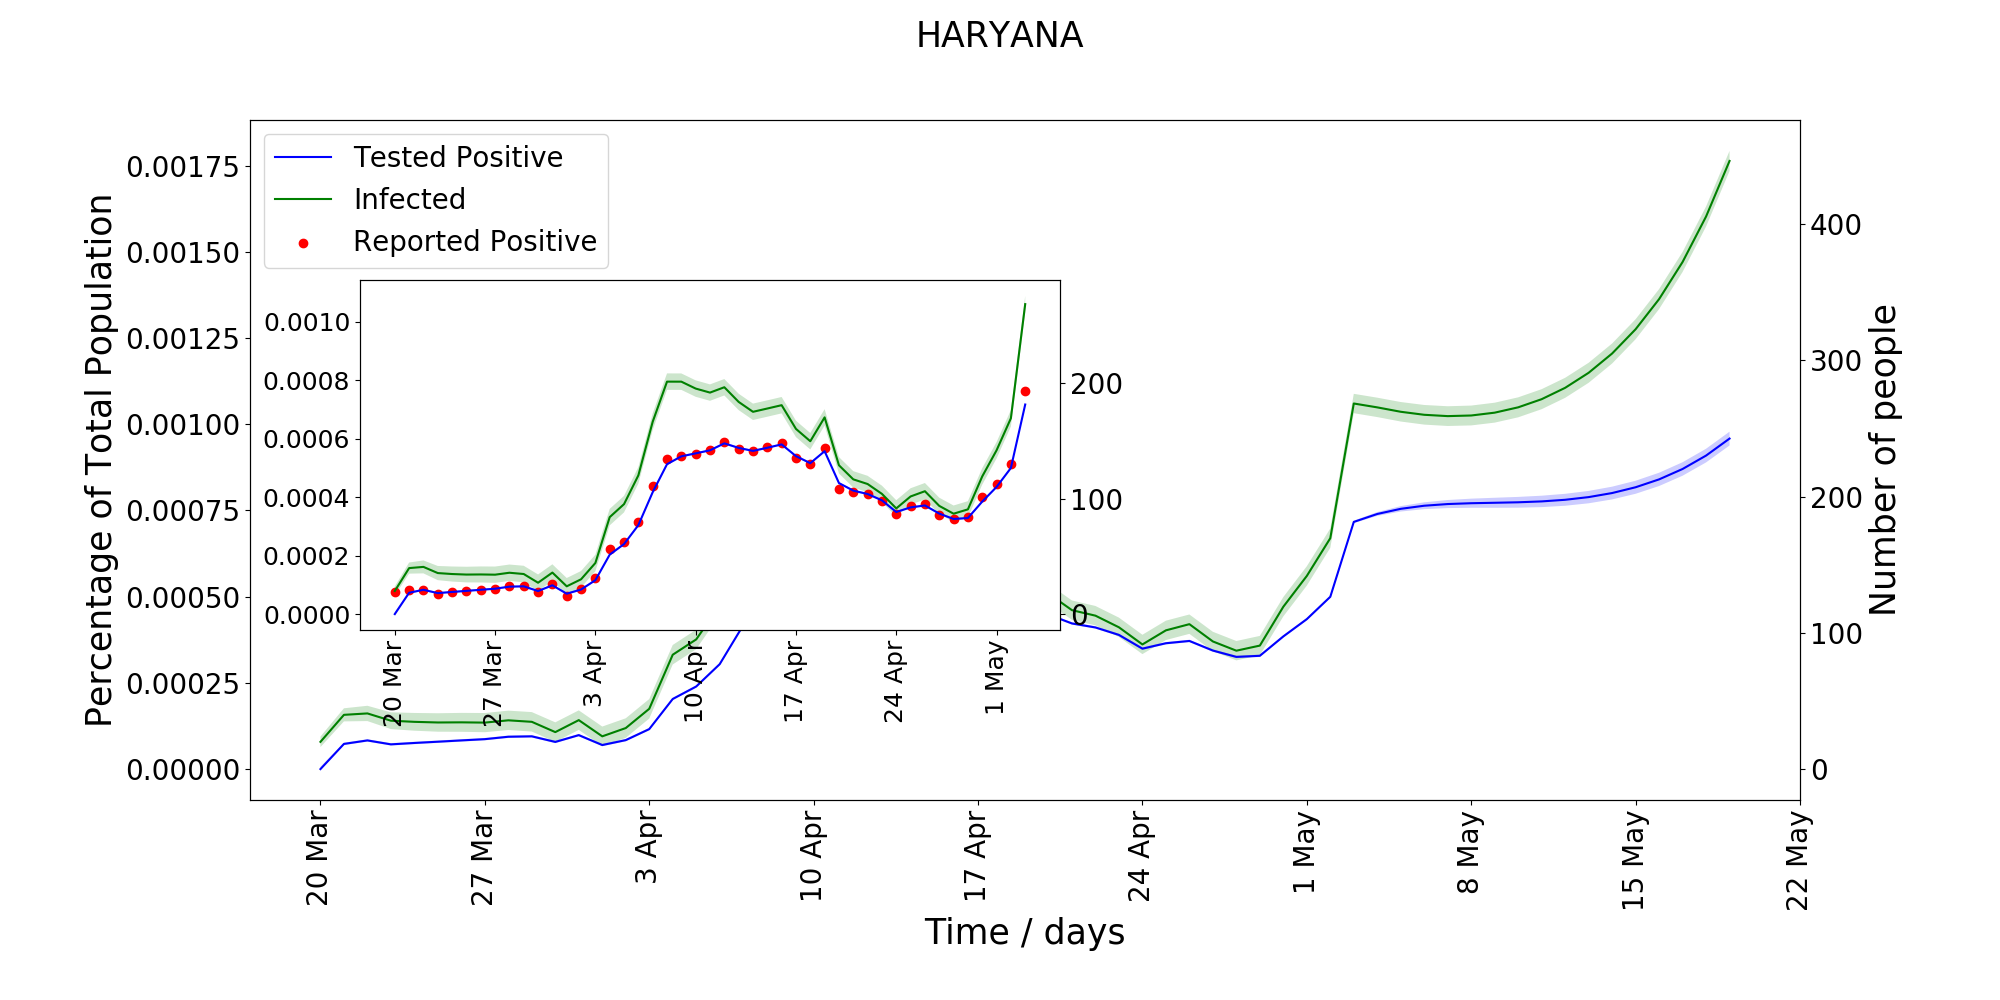 HARYANA
Tested Positive
Infected
Reported Positive
Percentage of Total Population
0.00175
0.00150
0.00125
0.00100
0.00075
0.00050
0.00025
0.00000
0.0010
0.0008
0.0006
0.0004
0.0002
0.0000
200
100
0
20 Mar
27 Mar
3 Apr
10 Apr
17 Apr
24 Apr
1 May
400
300
200
100
0
Number of people
20 Mar
27 Mar
3 Apr
10 Apr
17 Apr
24 Apr
1 May
8 May
15 May
22 May
Time / days